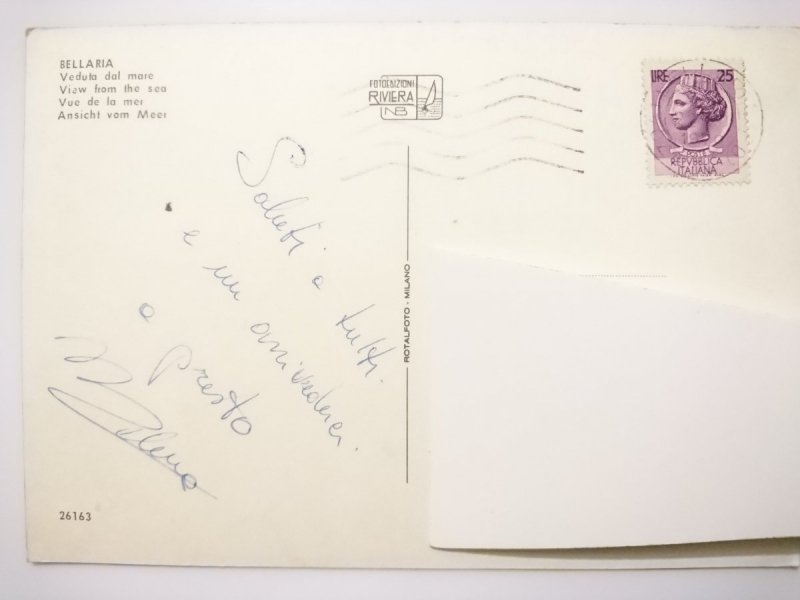 BELLARIA
Veduta dal mare
View from the sea
Vue de la mer
Ansicht vom Meer
FOTOEDIZIONI
RIVIERA
NB
LIRE 25
POSTE
REPVBBLICA
ITALIANA
Saluti a tutti
e un arrivederci.
a presto
ROTALFOTO - MILANO
26163